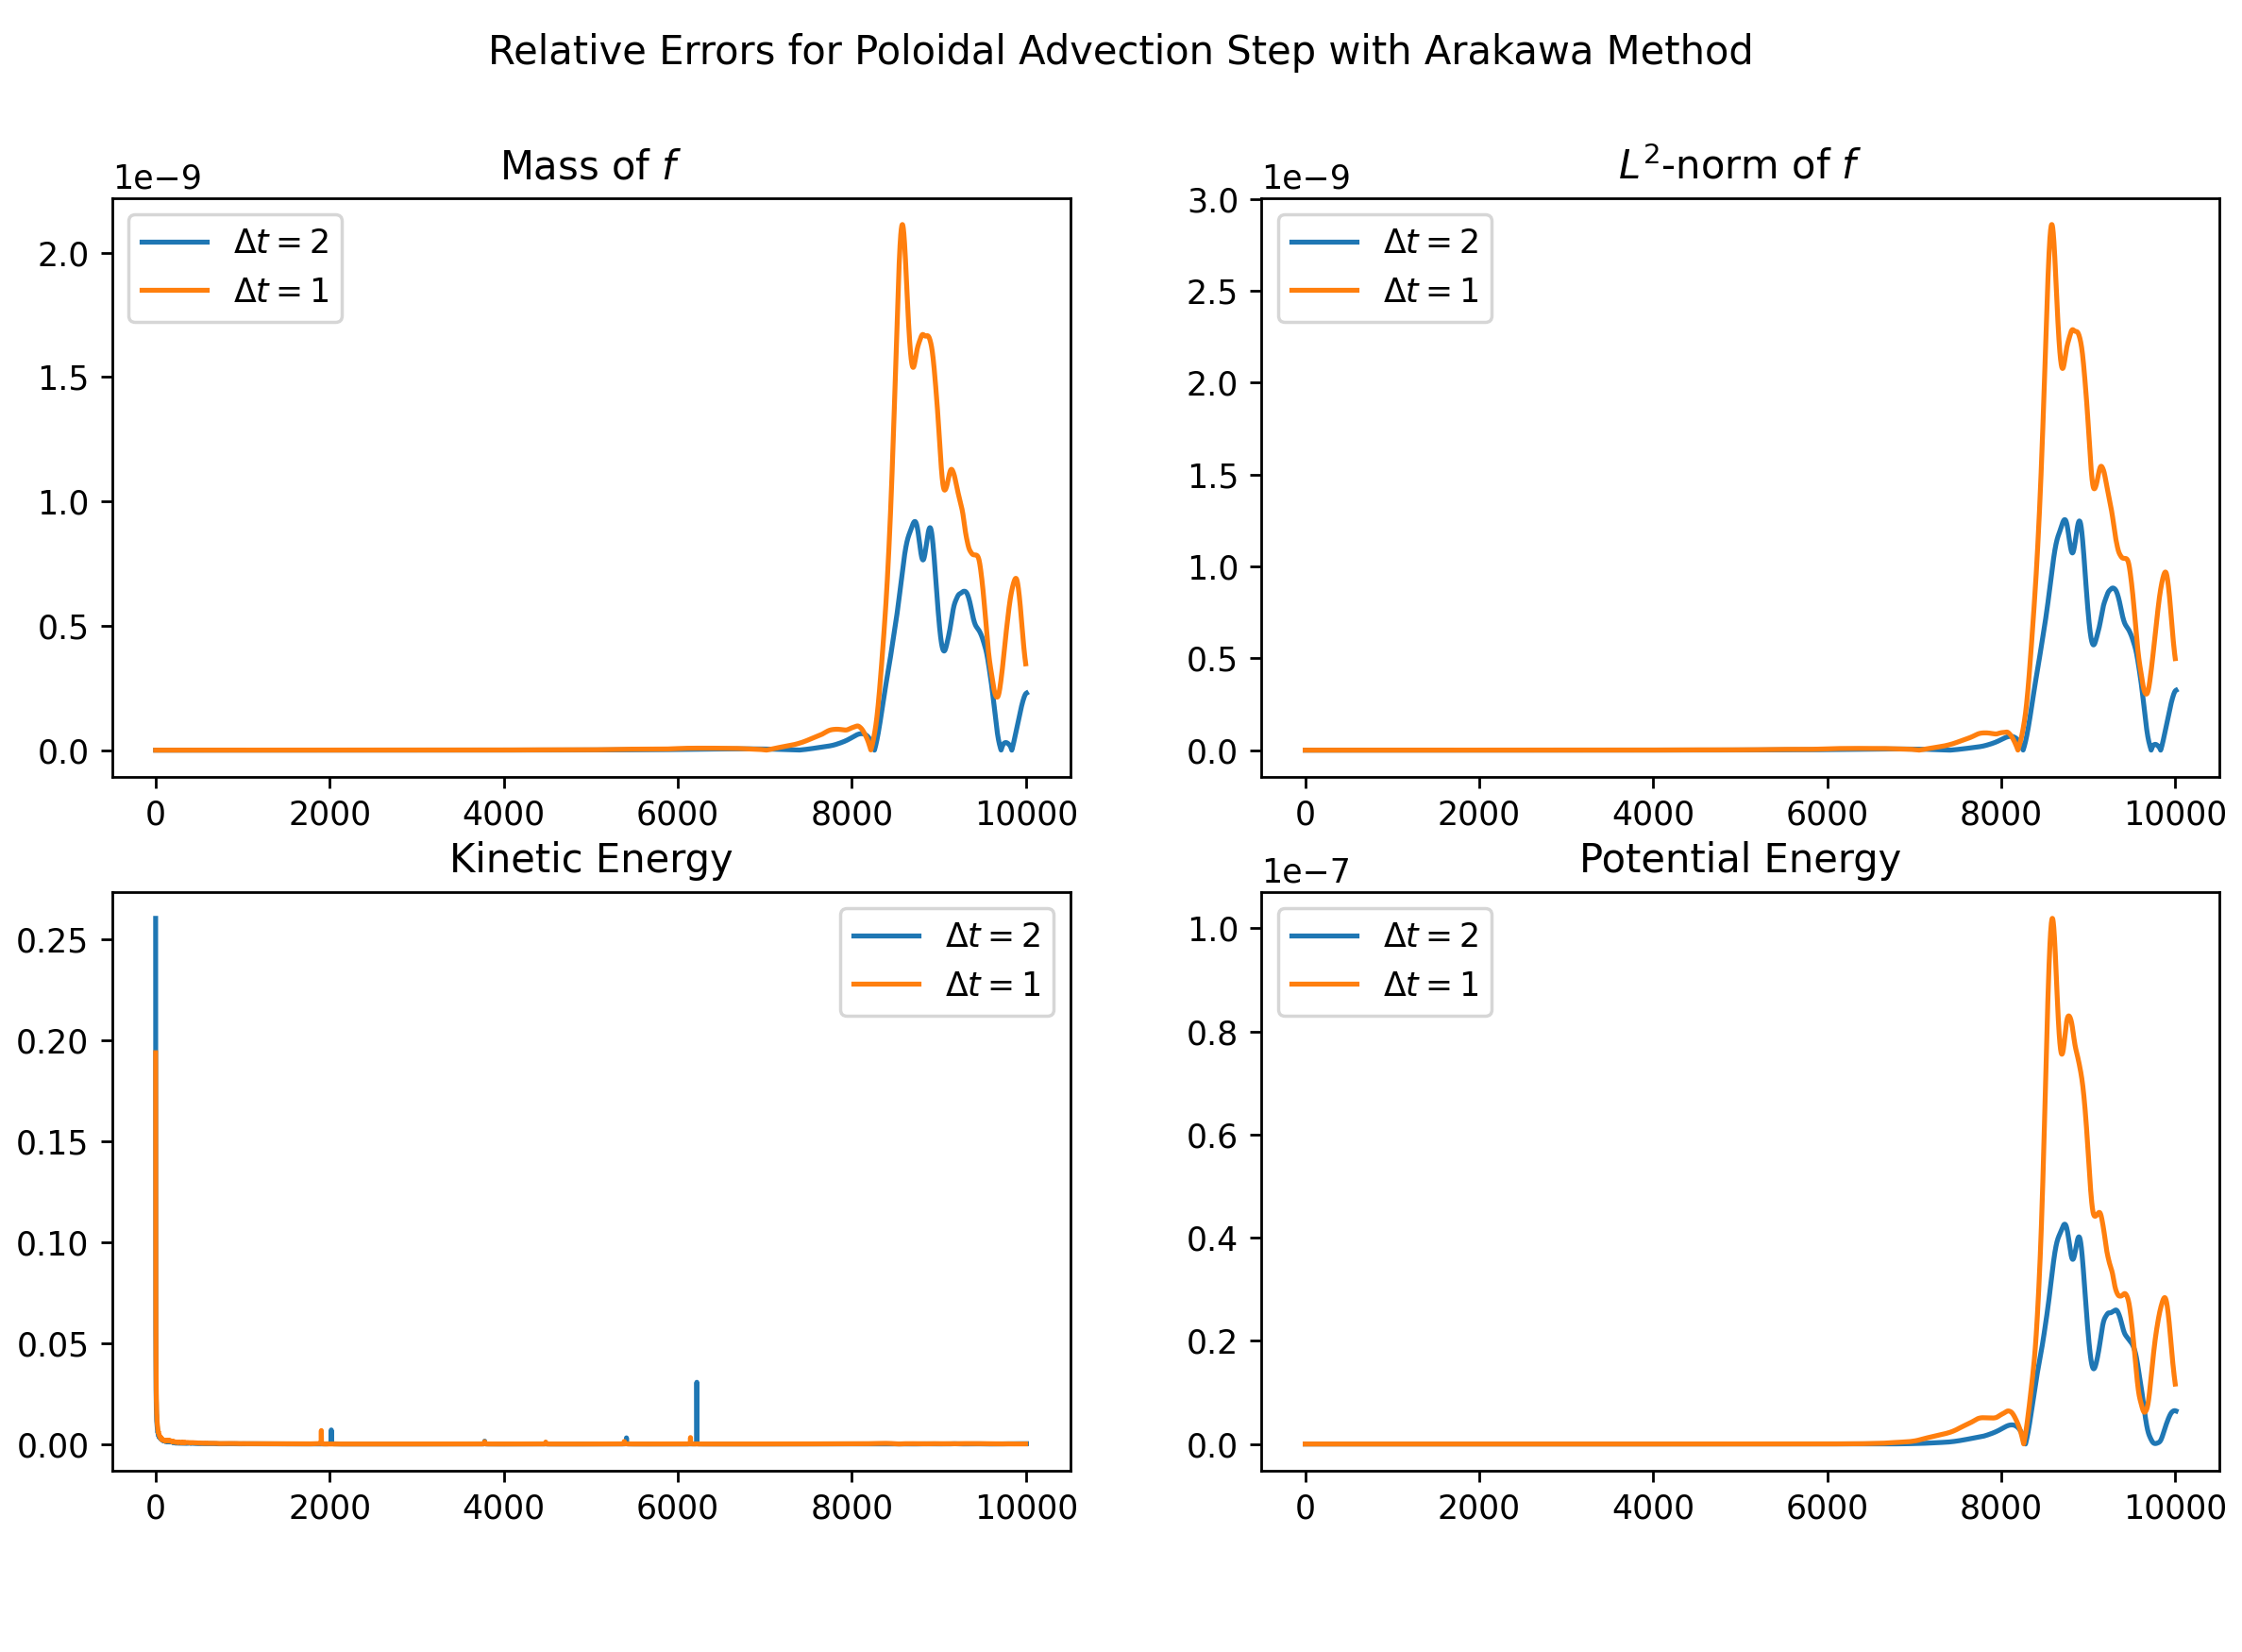 Relative Errors for Poloidal Advection Step with Arakawa Method
Mass of f
1e−9
Δt = 2
Δt = 1
2.0
1.5
1.0
0.5
0.0
0 2000 4000 6000 8000 10000
L²-norm of f
1e−9
Δt = 2
Δt = 1
3.0
2.5
2.0
1.5
1.0
0.5
0.0
0 2000 4000 6000 8000 10000
Kinetic Energy
Δt = 2
Δt = 1
0.25
0.20
0.15
0.10
0.05
0.00
0 2000 4000 6000 8000 10000
Potential Energy
1e−7
Δt = 2
Δt = 1
1.0
0.8
0.6
0.4
0.2
0.0
0 2000 4000 6000 8000 10000